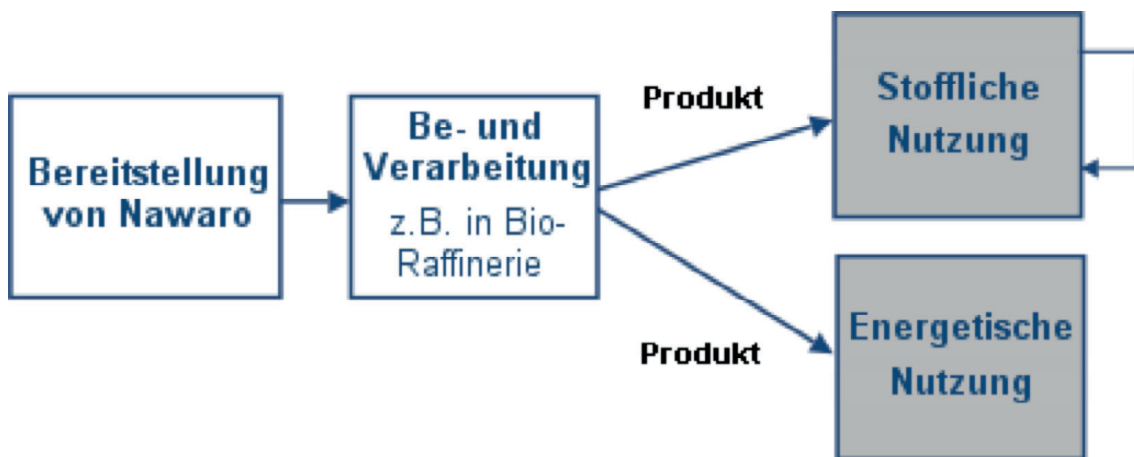 Bereitstellung
von Nawaro
Be- und
Verarbeitung
z.B. in Bio-
Raffinerie
Produkt
Stoffliche
Nutzung
Produkt
Energetische
Nutzung